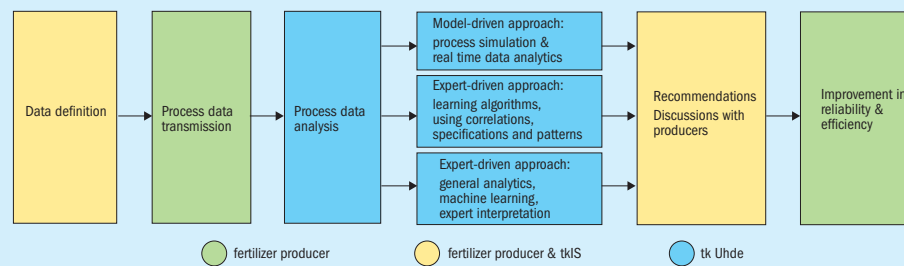 Data definition
Process data
transmission
Process data
analysis
Model-driven approach:
process simulation &
real time data analytics
Expert-driven approach:
learning algorithms,
using correlations,
specifications and patterns
Expert-driven approach:
general analytics,
machine learning,
expert interpretation
Recommendations
Discussions with
producers
Improvement in
reliability &
efficiency
fertilizer producer
fertilizer producer & tkIS
tk Uhde